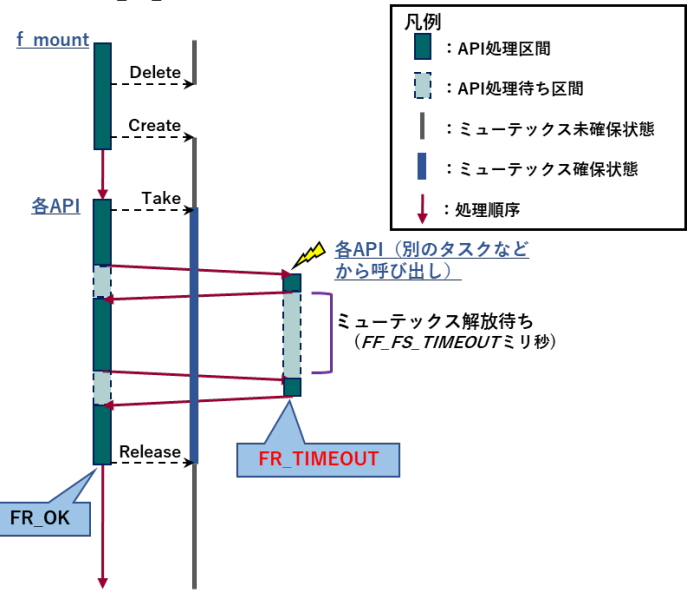 凡例
：API処理区間
：API処理待ち区間
：ミューテックス未確保状態
：ミューテックス確保状態
：処理順序
f_mount
Delete
Create
各API
Take
各API（別のタスクなど
から呼び出し）
ミューテックス解放待ち
（FF_FS_TIMEOUTミリ秒）
Release
FR_TIMEOUT
FR_OK